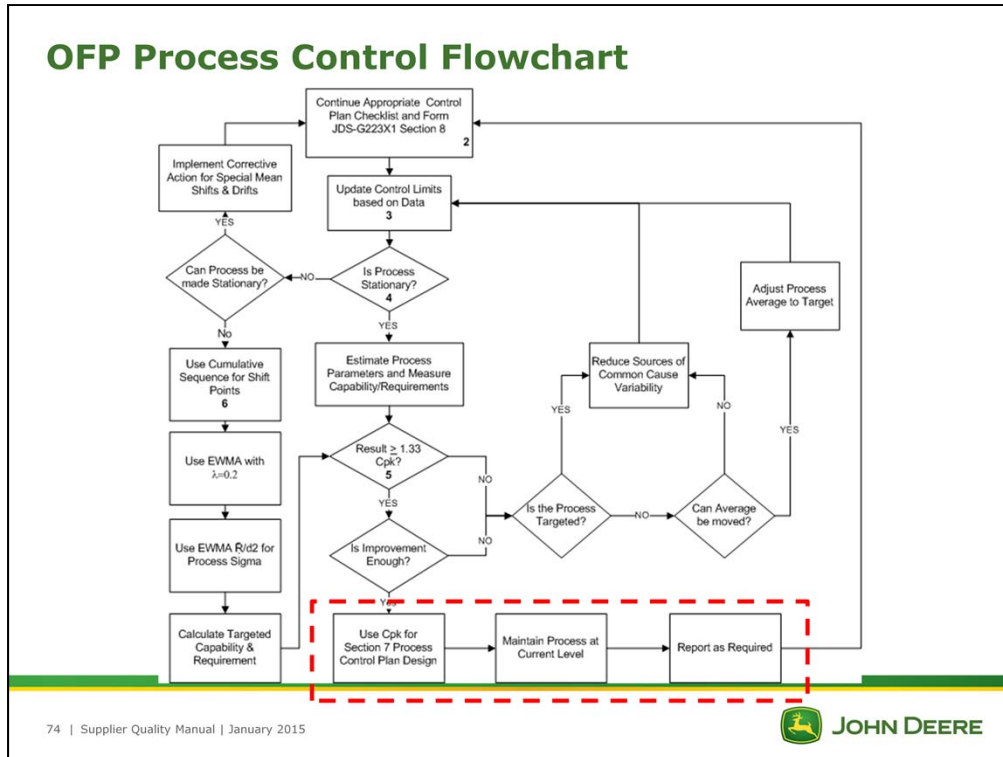 OFP Process Control Flowchart
Continue Appropriate Control
Plan Checklist and Form
JDS-G223X1 Section 8
2
Implement Corrective
Action for Special Mean
Shifts & Drifts
Update Control Limits
based on Data
3
YES
Can Process be
made Stationary?
NO
Is Process
Stationary?
4
Adjust Process
Average to Target
No
YES
Use Cumulative
Sequence for Shift
Points
6
Estimate Process
Parameters and Measure
Capability/Requirements
Reduce Sources of
Common Cause
Variability
YES
NO
YES
Use EWMA with
λ=0.2
Result ≥ 1.33
Cpk?
5
NO
YES
Is the Process
Targeted?
NO
Can Average
be moved?
Use EWMA R̄/d2 for
Process Sigma
Is Improvement
Enough?
NO
Yes
Calculate Targeted
Capability &
Requirement
Use Cpk for
Section 7 Process
Control Plan Design
Maintain Process at
Current Level
Report as Required
74 | Supplier Quality Manual | January 2015
JOHN DEERE